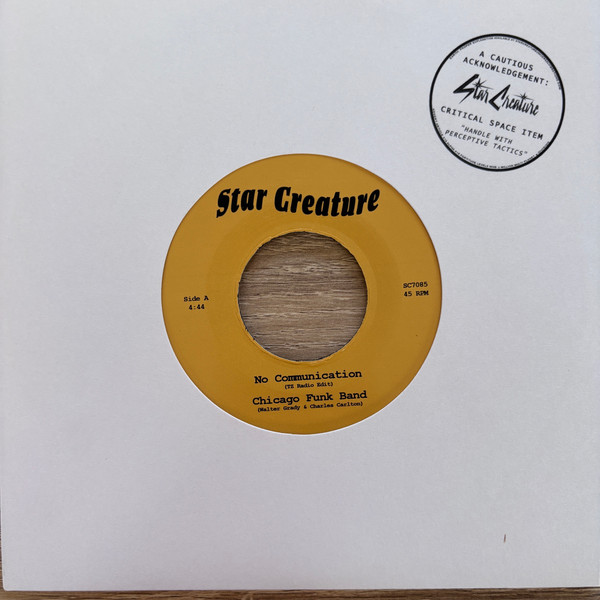 A CAUTIOUS
ACKNOWLEDGEMENT:
Star Creature
CRITICAL SPACE ITEM
"HANDLE WITH
PERCEPTIVE TACTICS"
Star Creature
Side A
4:44
SC7085
45 RPM
No Communication
(YZ Radio Edit)
Chicago Funk Band
(Walter Grady & Charles Carlton)